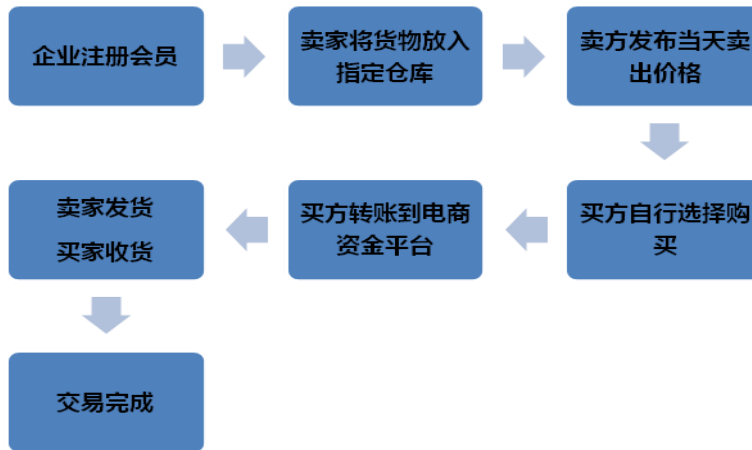 企业注册会员
卖家将货物放入
指定仓库
卖方发布当天卖
出价格
买方自行选择购
买
买方转账到电商
资金平台
卖家发货
买家收货
交易完成